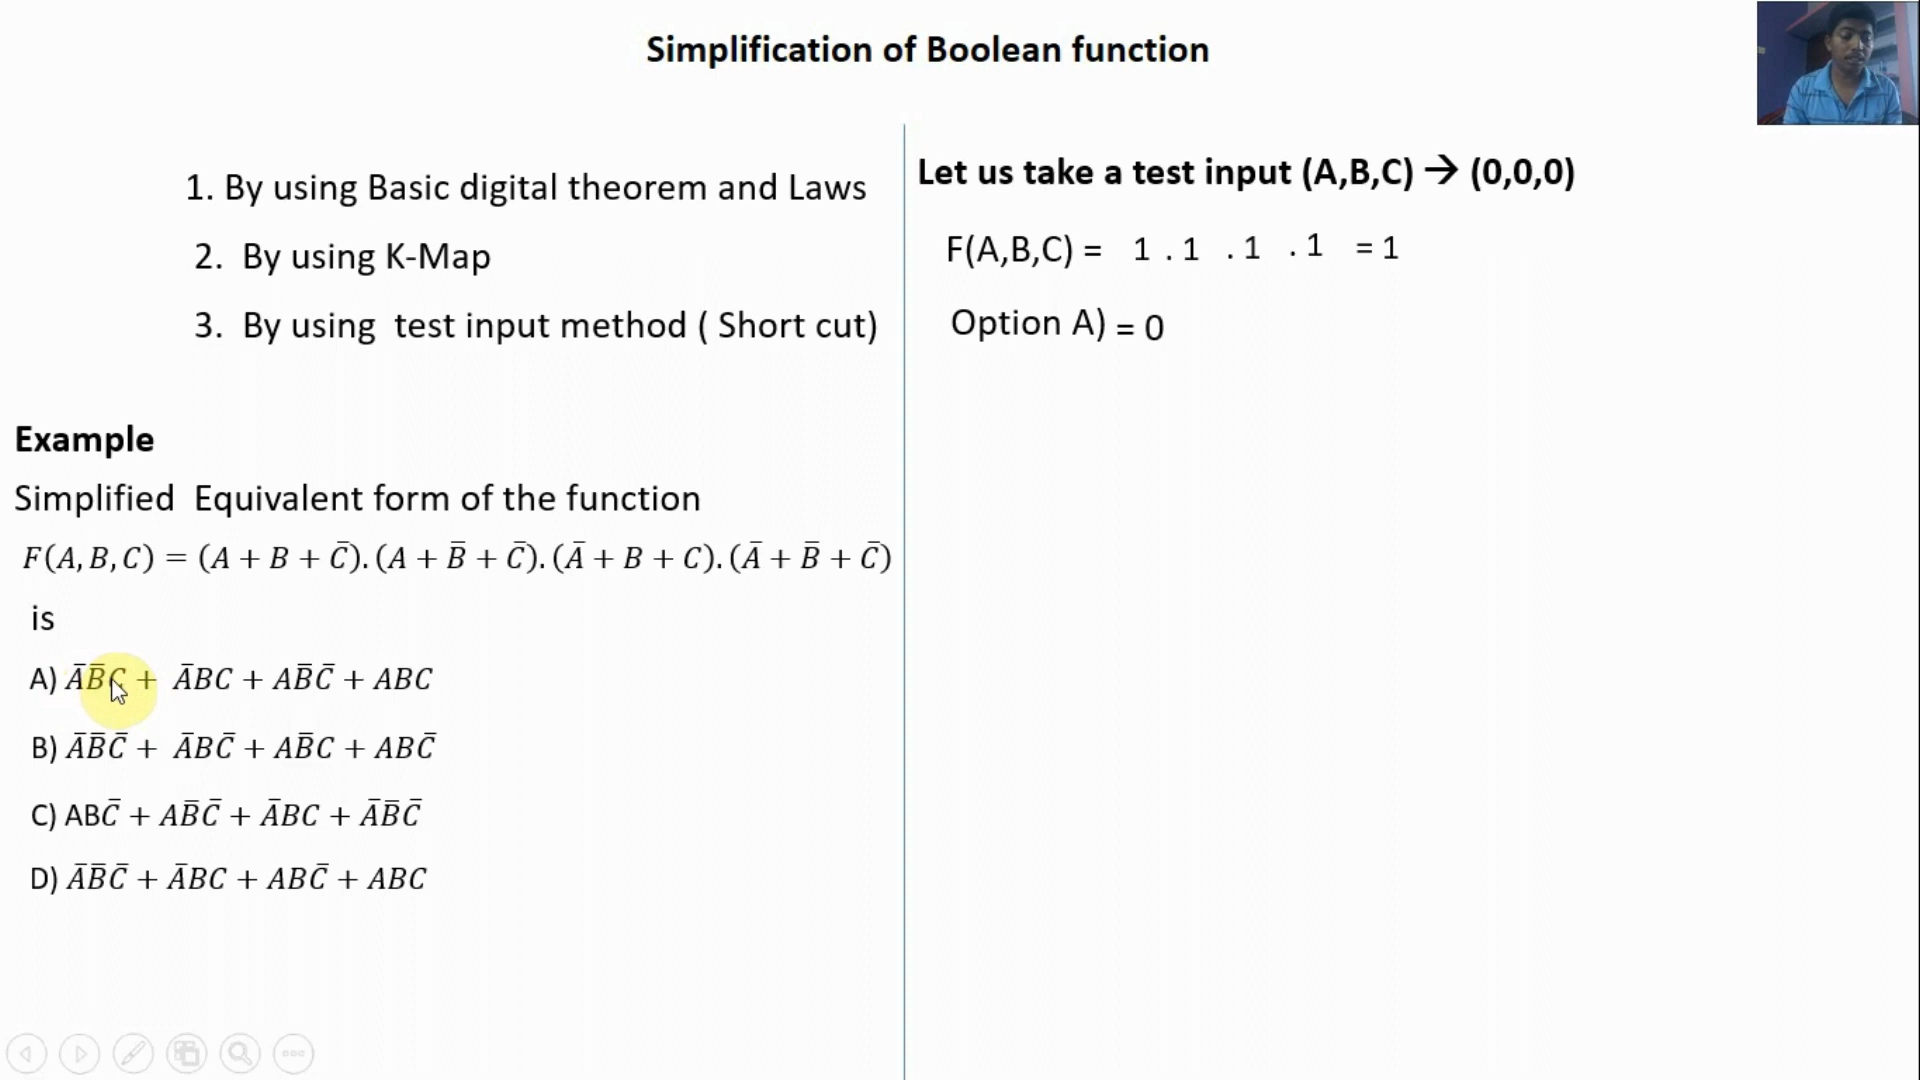 Simplification of Boolean function
1. By using Basic digital theorem and Laws
2. By using K-Map
3. By using test input method ( Short cut)
Example
Simplified Equivalent form of the function
F(A, B, C) = (A + B + C̄). (A + B̄ + C̄). (Ā + B + C). (Ā + B̄ + C̄)
is
A) ĀB̄C + ĀBC + AB̄C̄ + ABC
B) ĀB̄C̄ + ĀBC̄ + AB̄C + ABC̄
C) ABC̄ + AB̄C̄ + ĀBC + ĀB̄C̄
D) ĀB̄C̄ + ĀBC + ABC̄ + ABC
Let us take a test input (A,B,C) → (0,0,0)
F(A,B,C) = 1 . 1 . 1 . 1 = 1
Option A) = 0